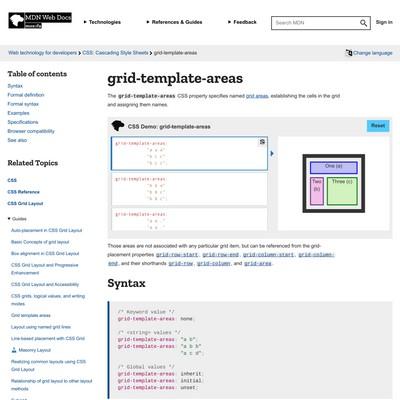 MDN Web Docs
Technologies
References & Guides
Feedback
Search MDN
Sign in
Web technology for developers
CSS: Cascading Style Sheets
grid-template-areas
Change language
Table of contents
Syntax
Formal definition
Formal syntax
Examples
Specifications
Browser compatibility
See also
Related Topics
CSS
CSS Reference
CSS Grid Layout
Guides
Auto-placement in CSS Grid Layout
Basic Concepts of grid layout
Box alignment in CSS Grid Layout
CSS Grid Layout and Progressive
Enhancement
CSS Grid Layout and Accessibility
CSS grids, logical values, and writing
modes
Grid template areas
Layout using named grid lines
Line-based placement with CSS Grid
Masonry Layout
Realizing common layouts using CSS
Grid Layout
Relationship of grid layout to other
layout methods
grid-template-areas
The grid-template-areas CSS property specifies named grid areas, establishing the cells in the grid
and assigning them names.
CSS Demo: grid-template-areas
Reset
grid-template-areas:
"a a a"
"b c c"
"b c c";
grid-template-areas:
grid-template-areas:
One (a)
Two
(b)
Three (c)
Those areas are not associated with any particular grid item, but can be referenced from the grid-
placement properties grid-row-start, grid-row-end, grid-column-start, grid-column-
end, and their shorthands grid-row, grid-column, and grid-area.
Syntax
/* Keyword value */
grid-template-areas: none;
/* <string> values */
grid-template-areas: "a b";
grid-template-areas: "a b b"
"a c d";
/* Global values */
grid-template-areas: inherit;
grid-template-areas: initial;
grid-template-areas: unset;